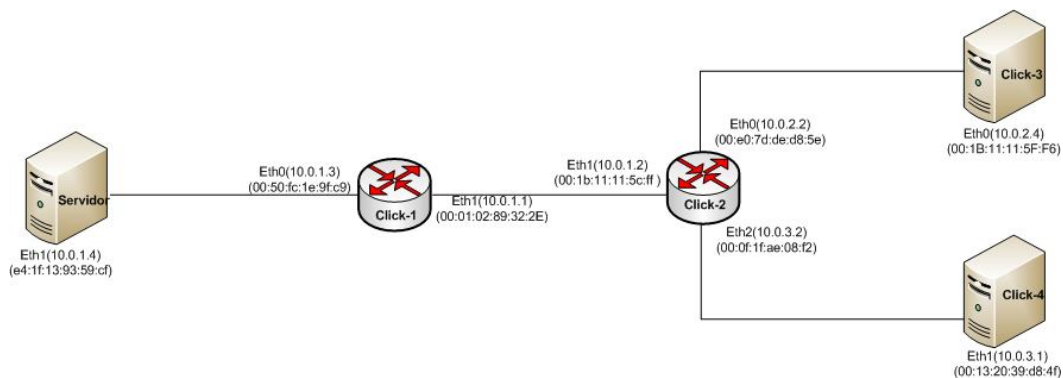 Servidor
Eth1(10.0.1.4)
(e4:1f:13:93:59:cf)
Eth0(10.0.1.3)
(00:50:fc:1e:9f:c9)
Click-1
Eth1(10.0.1.1)
(00:01:02:89:32:2E)
Eth1(10.0.1.2)
(00:1b:11:11:5c:ff )
Click-2
Eth0(10.0.2.2)
(00:e0:7d:de:d8:5e)
Eth2(10.0.3.2)
(00:0f:1f:ae:08:f2)
Click-3
Eth0(10.0.2.4)
(00:1B:11:11:5F:F6)
Click-4
Eth1(10.0.3.1)
(00:13:20:39:d8:4f)